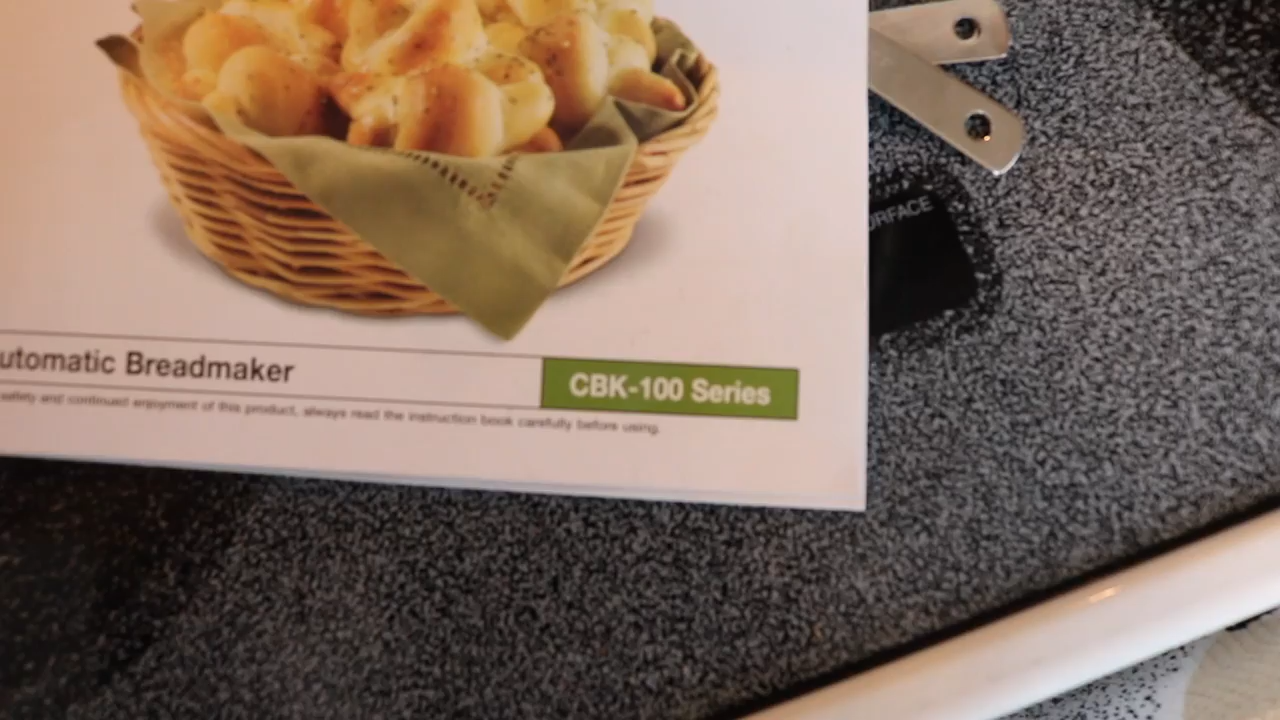 utomatic Breadmaker
CBK-100 Series
safety and continued enjoyment of this product, always read the instruction book carefully before using.
URFACE